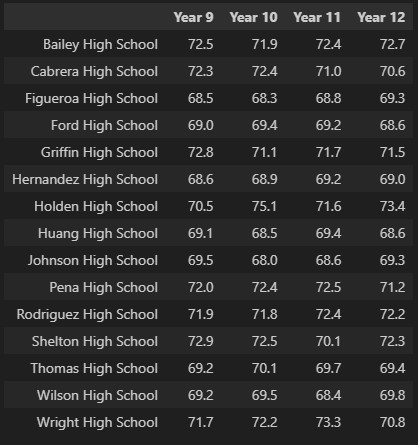 Year 9 Year 10 Year 11 Year 12
Bailey High School 72.5 71.9 72.4 72.7
Cabrera High School 72.3 72.4 71.0 70.6
Figueroa High School 68.5 68.3 68.8 69.3
Ford High School 69.0 69.4 69.2 68.6
Griffin High School 72.8 71.1 71.7 71.5
Hernandez High School 68.6 68.9 69.2 69.0
Holden High School 70.5 75.1 71.6 73.4
Huang High School 69.1 68.5 69.4 68.6
Johnson High School 69.5 68.0 68.6 69.3
Pena High School 72.0 72.4 72.5 71.2
Rodriguez High School 71.9 71.8 72.4 72.2
Shelton High School 72.9 72.5 70.1 72.3
Thomas High School 69.2 70.1 69.7 69.4
Wilson High School 69.2 69.5 68.4 69.8
Wright High School 71.7 72.2 73.3 70.8